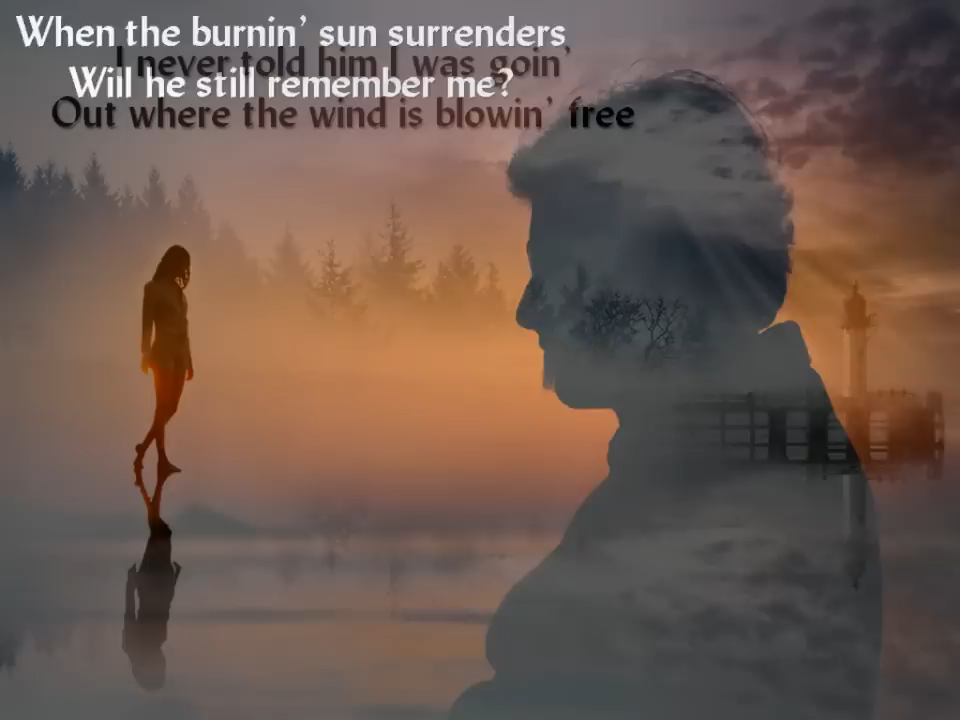 When the burnin' sun surrenders
I never told him I was goin'
Will he still remember me?
Out where the wind is blowin' free